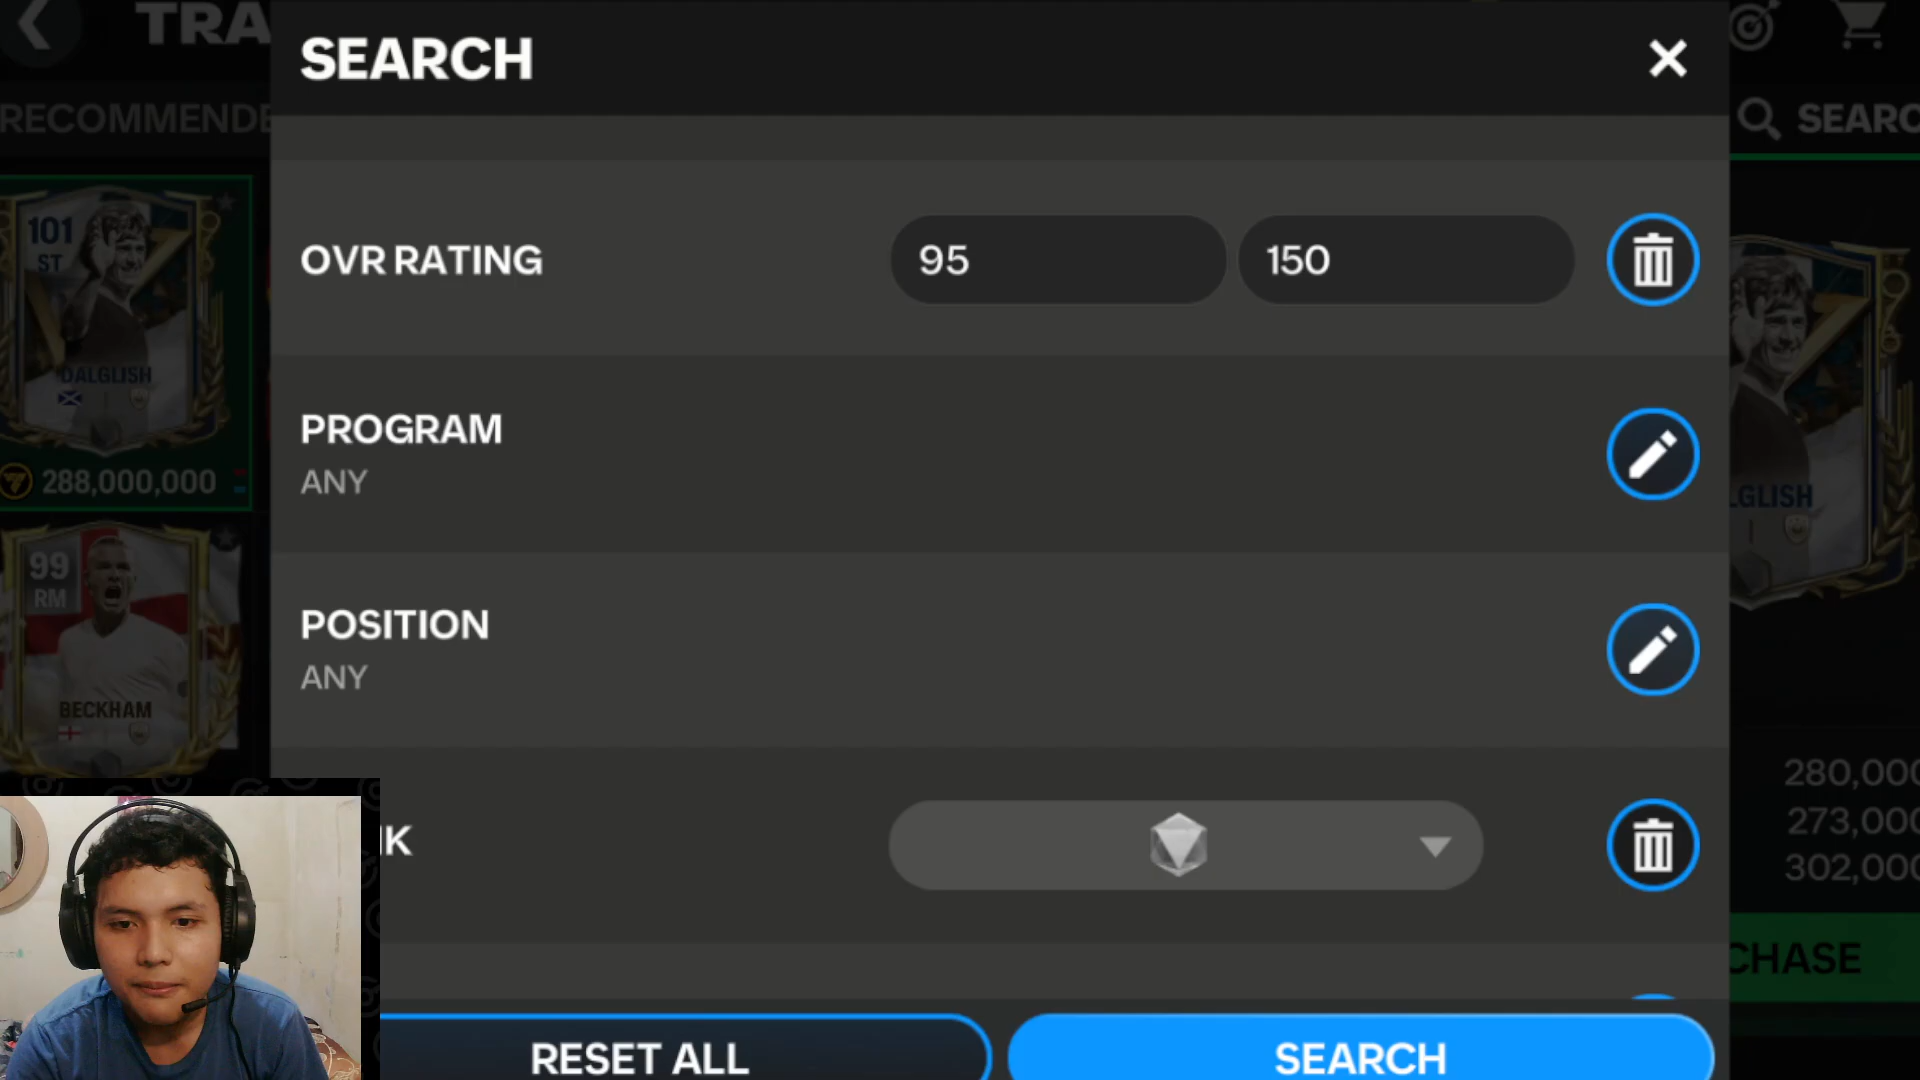 TRA
SEARCH
RECOMMENDE
SEARC
101
ST
DALGLISH
288,000,000
99
RM
BECKHAM
OVR RATING
95
150
PROGRAM
ANY
POSITION
ANY
NK
LGLISH
280,000
273,000
302,000
CHASE
RESET ALL
SEARCH